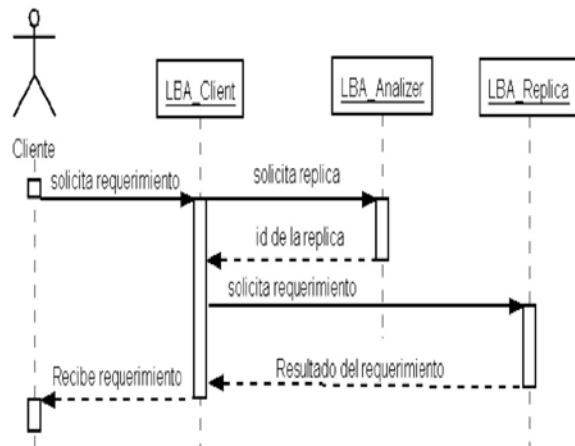 LBA_Client
LBA_Analizer
LBA_Replica
Cliente
solicita requerimiento
solicita replica
id de la replica
solicita requerimiento
Resultado del requerimiento
Recibe requerimiento